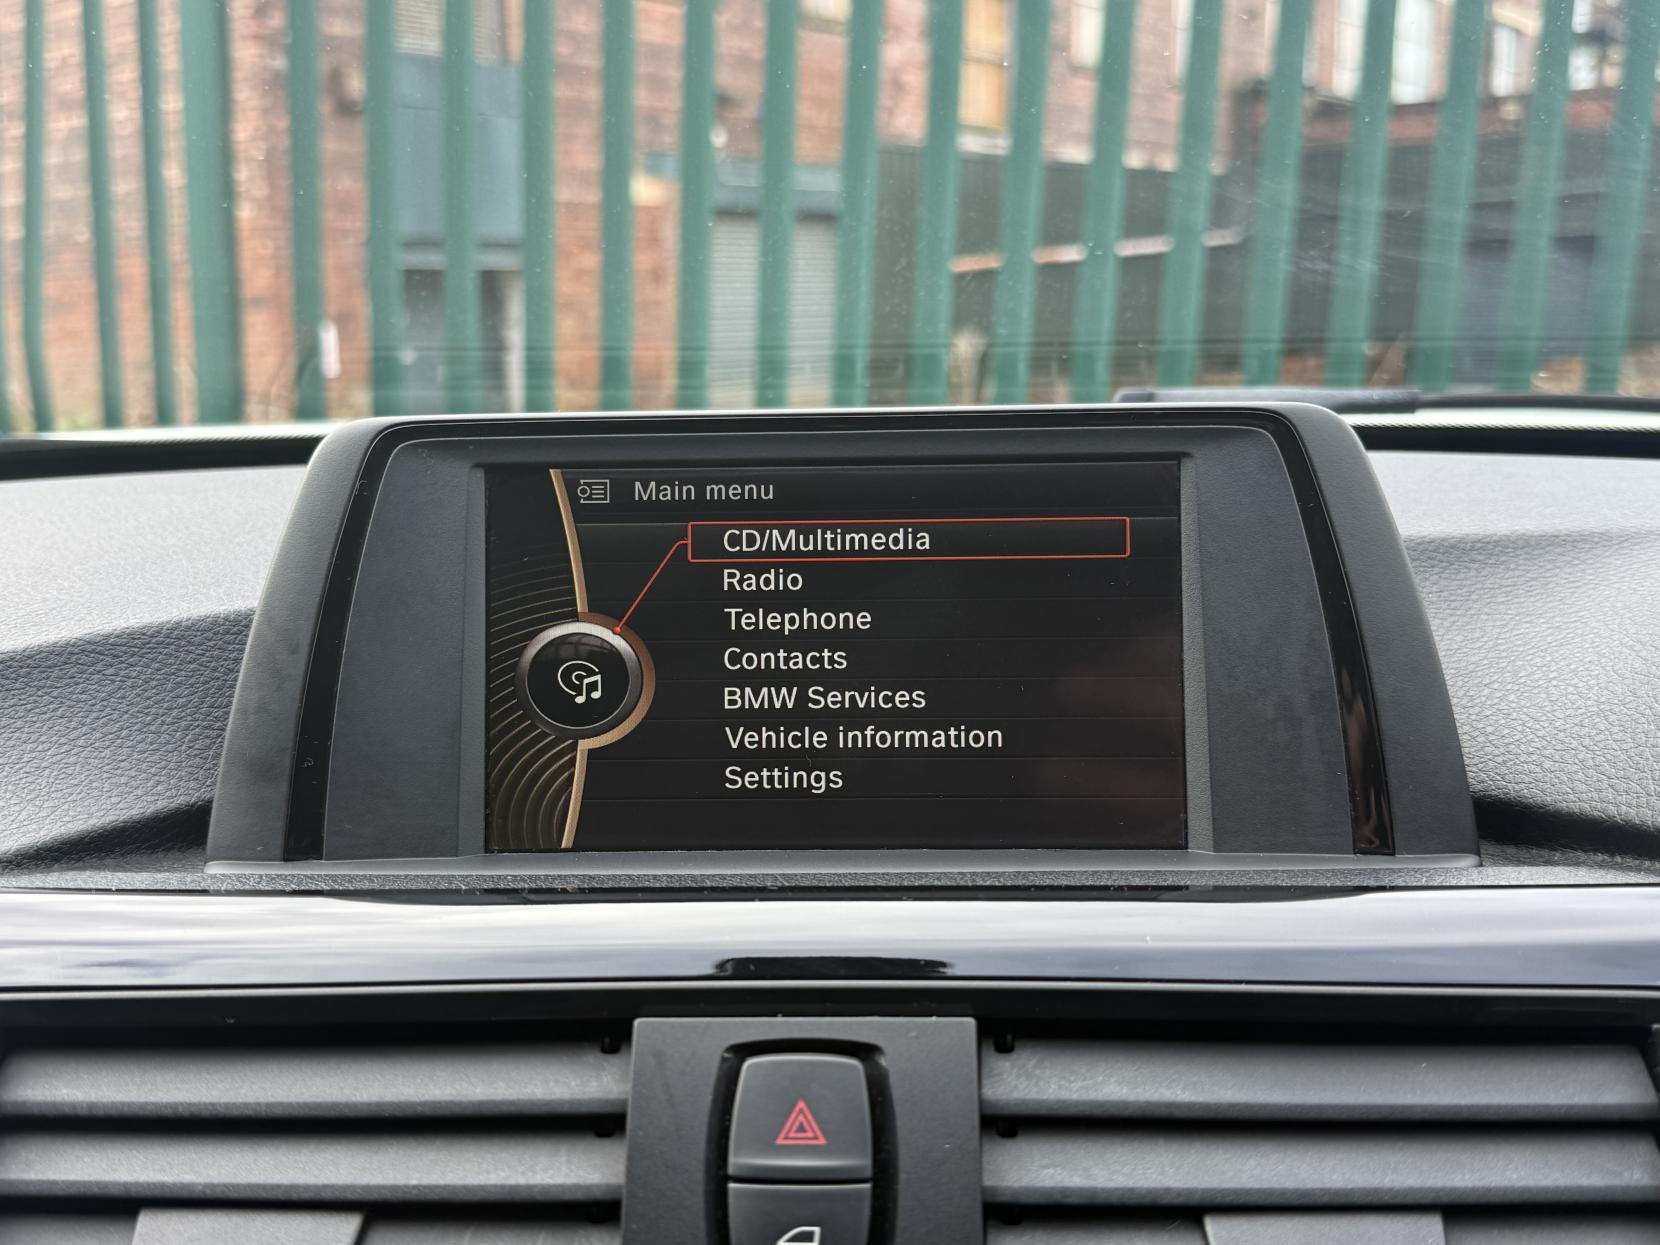 Main menu
CD/Multimedia
Radio
Telephone
Contacts
BMW Services
Vehicle information
Settings